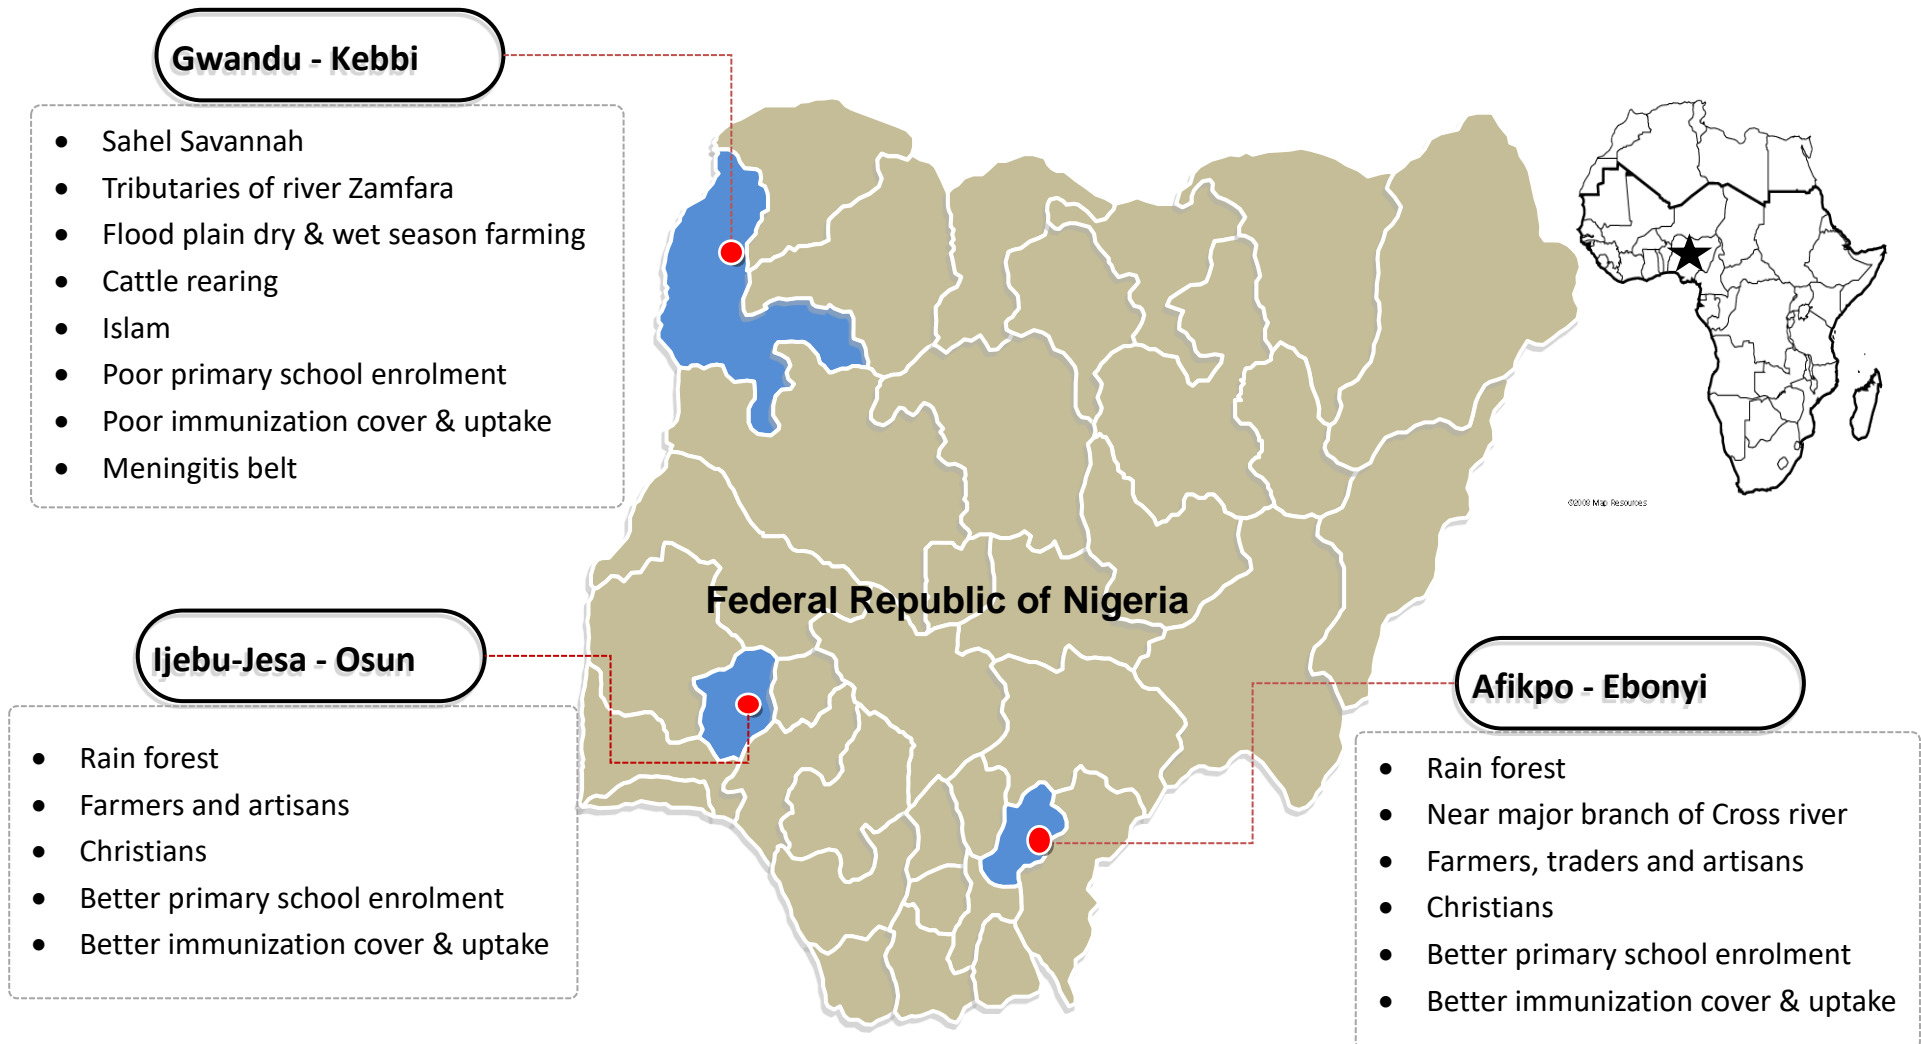 Gwandu - Kebbi
• Sahel Savannah
• Tributaries of river Zamfara
• Flood plain dry & wet season farming
• Cattle rearing
• Islam
• Poor primary school enrolment
• Poor immunization cover & uptake
• Meningitis belt
©2008 Map Resources
Federal Republic of Nigeria
Ijebu-Jesa - Osun
• Rain forest
• Farmers and artisans
• Christians
• Better primary school enrolment
• Better immunization cover & uptake
Afikpo - Ebonyi
• Rain forest
• Near major branch of Cross river
• Farmers, traders and artisans
• Christians
• Better primary school enrolment
• Better immunization cover & uptake